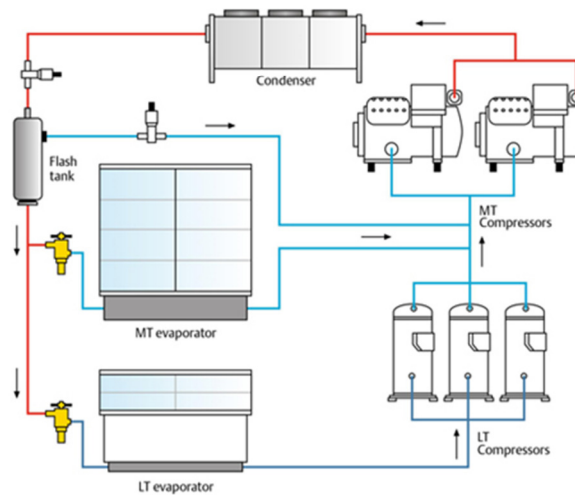 Condenser
Flash
tank
MT
Compressors
MT evaporator
LT
Compressors
LT evaporator